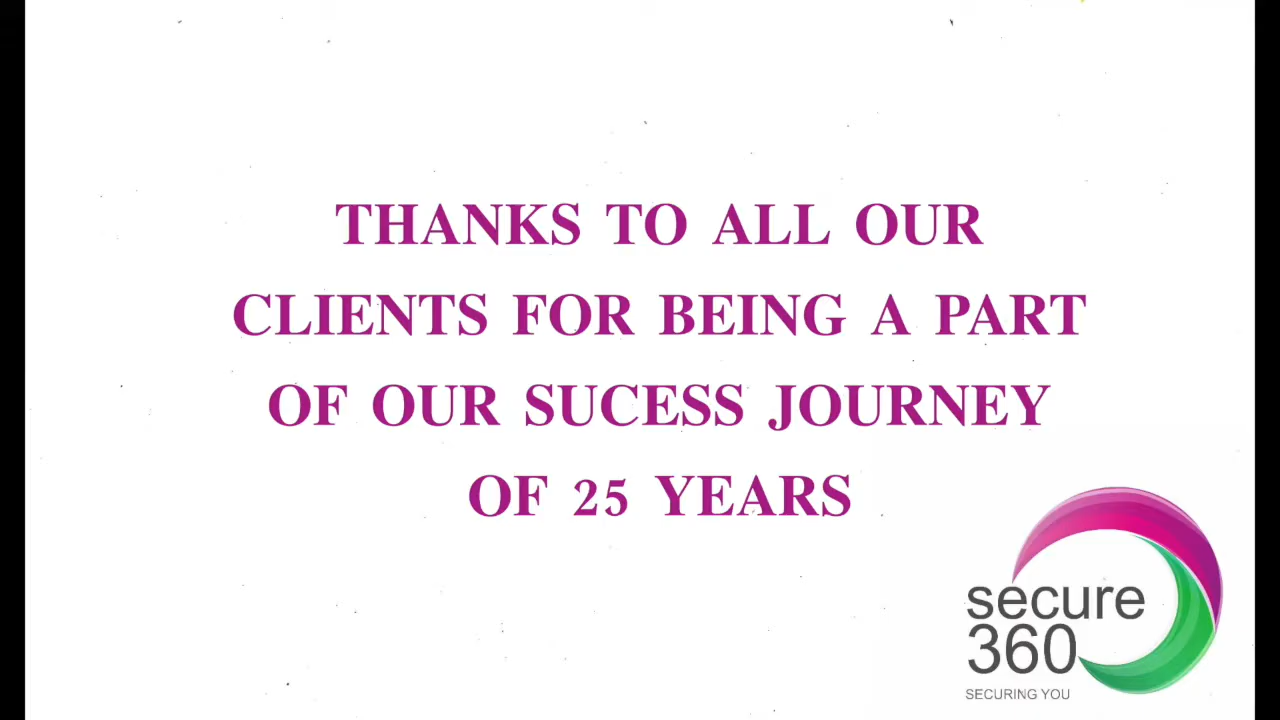 THANKS TO ALL OUR
CLIENTS FOR BEING A PART
OF OUR SUCESS JOURNEY
OF 25 YEARS
secure
360
SECURING YOU